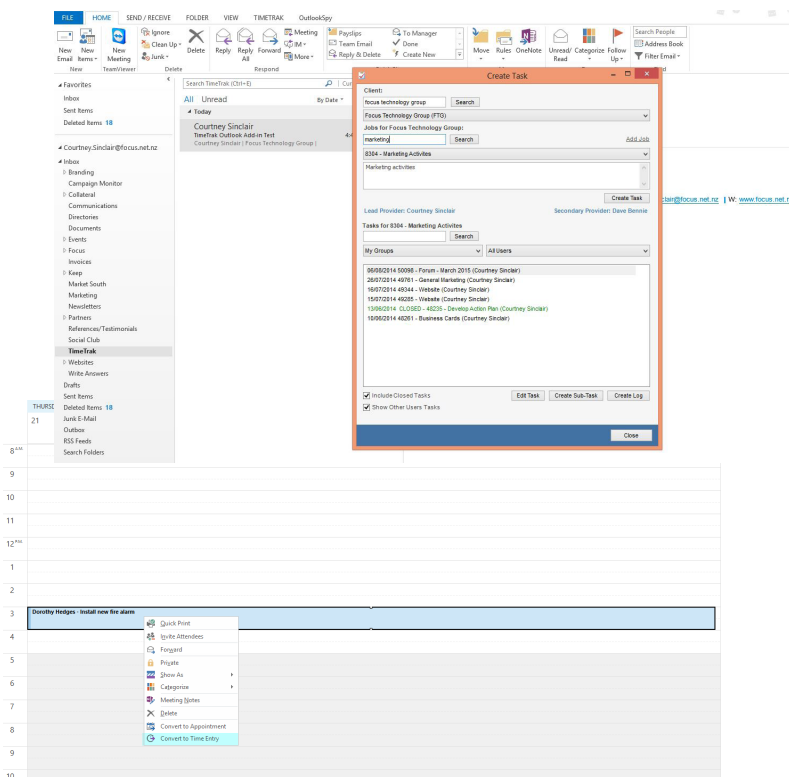 FILE HOME SEND / RECEIVE FOLDER VIEW TIMETRAK OutlookSpy
New Email
New Items
New Meeting
TeamViewer
New
Ignore
Clean Up
Junk
Delete
Delete
Reply
Reply All
Forward
Meeting
IM
More
Respond
Payslips
Team Email
Reply & Delete
To Manager
Done
Create New
Move
Rules
OneNote
Unread/ Read
Categorize
Follow Up
Search People
Address Book
Filter Email
Favorites
Inbox
Sent Items
Deleted Items 18
Courtney.Sinclair@focus.net.nz
Inbox
Branding
Campaign Monitor
Collateral
Communications
Directories
Documents
Events
Focus
Invoices
Keep
Market South
Marketing
Newsletters
Partners
References/Testimonials
Social Club
TimeTrak
Websites
Write Answers
Drafts
Sent Items
Deleted Items 18
Junk E-Mail
Outbox
RSS Feeds
Search Folders
Search TimeTrak (Ctrl+E)
All Unread By Date
Today
Courtney Sinclair
TimeTrak Outlook Add-in Test
Courtney Sinclair ( Focus Technology Group )
Create Task
Client:
focus technology group Search
Focus Technology Group (FTG)
Jobs for Focus Technology Group:
marketing Search Add Job
8304 - Marketing Activites
Marketing activities
Create Task
Lead Provider: Courtney Sinclair Secondary Provider: Dave Bennie
Tasks for 8304 - Marketing Activites
Search
My Groups All Users
06/08/2014 50098 - Forum - March 2015 (Courtney Sinclair)
26/07/2014 49761 - General Marketing (Courtney Sinclair)
16/07/2014 49344 - Website (Courtney Sinclair)
15/07/2014 49285 - Website (Courtney Sinclair)
13/06/2014 CLOSED - 48235 - Develop Action Plan (Courtney Sinclair)
10/06/2014 48261 - Business Cards (Courtney Sinclair)
Include Closed Tasks Edit Task Create Sub-Task Create Log
Show Other Users Tasks
Close
clair@focus.net.nz | W: www.focus.net.n
THURSD
21
8 AM
9
10
11
12 PM
1
2
3 Dorothy Hedges - Install new fire alarm
4
5
6
7
8
9
10
Quick Print
Invite Attendees
Forward
Private
Show As
Categorize
Meeting Notes
Delete
Convert to Appointment
Convert to Time Entry